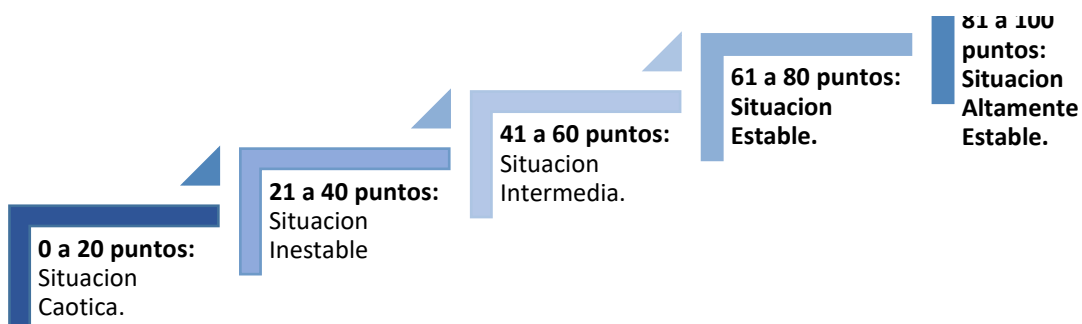 0 a 20 puntos:
Situacion
Caotica.
21 a 40 puntos:
Situacion
Inestable
41 a 60 puntos:
Situacion
Intermedia.
61 a 80 puntos:
Situacion
Estable.
81 a 100
puntos:
Situacion
Altamente
Estable.